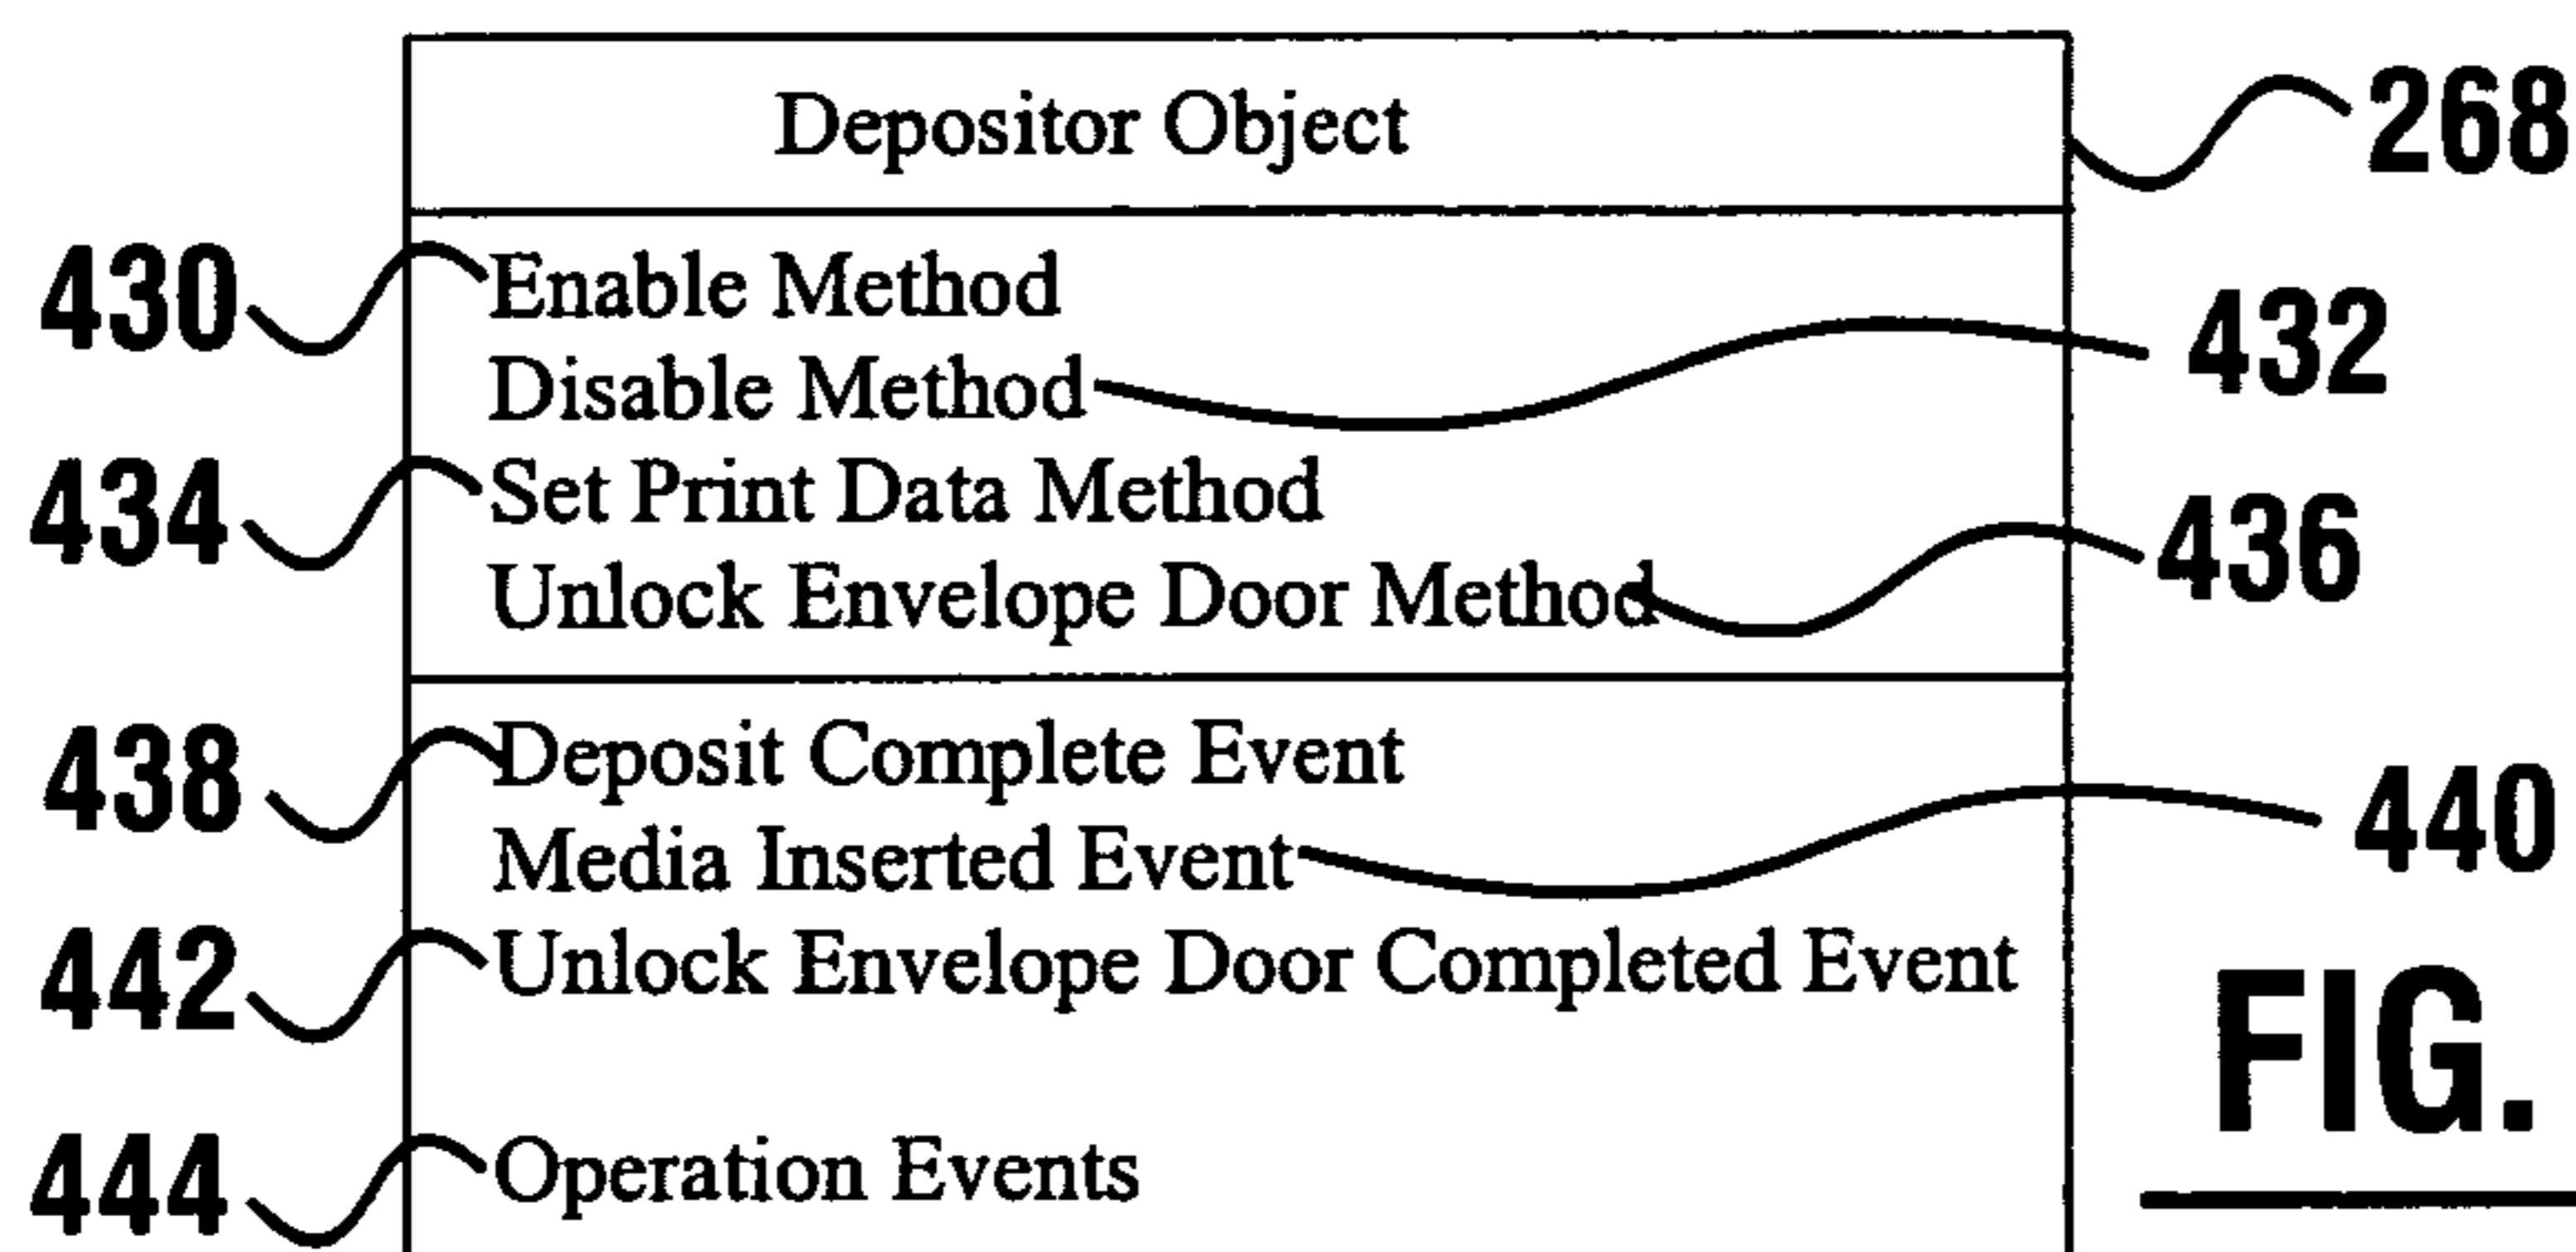 Depositor Object 268
430 Enable Method
Disable Method 432
434 Set Print Data Method
Unlock Envelope Door Method 436
438 Deposit Complete Event
Media Inserted Event 440
442 Unlock Envelope Door Completed Event
FIG.
444 Operation Events